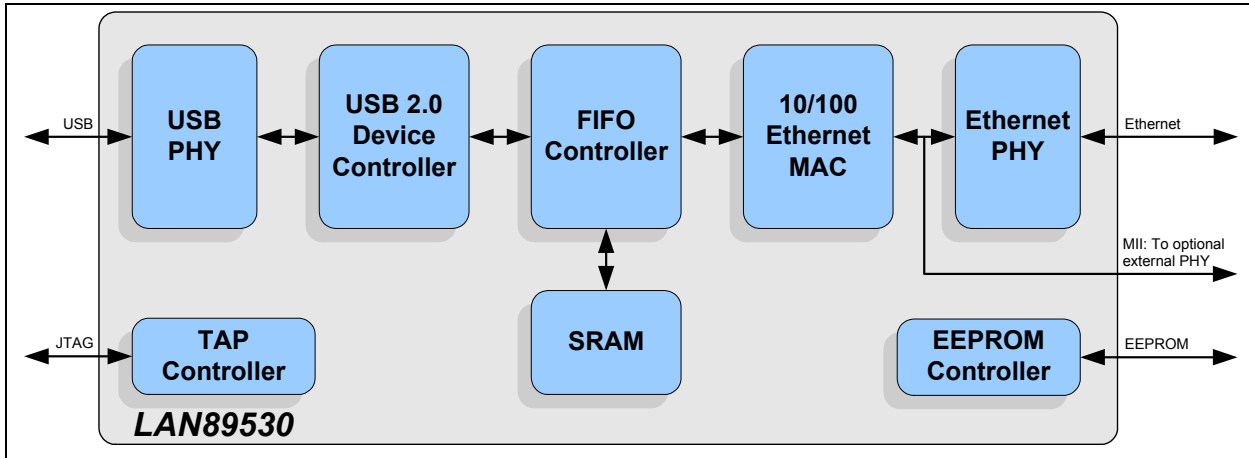 USB
USB
PHY
USB 2.0
Device
Controller
FIFO
Controller
10/100
Ethernet
MAC
Ethernet
PHY
Ethernet
MII: To optional
external PHY
SRAM
JTAG
TAP
Controller
EEPROM
Controller
EEPROM
LAN89530